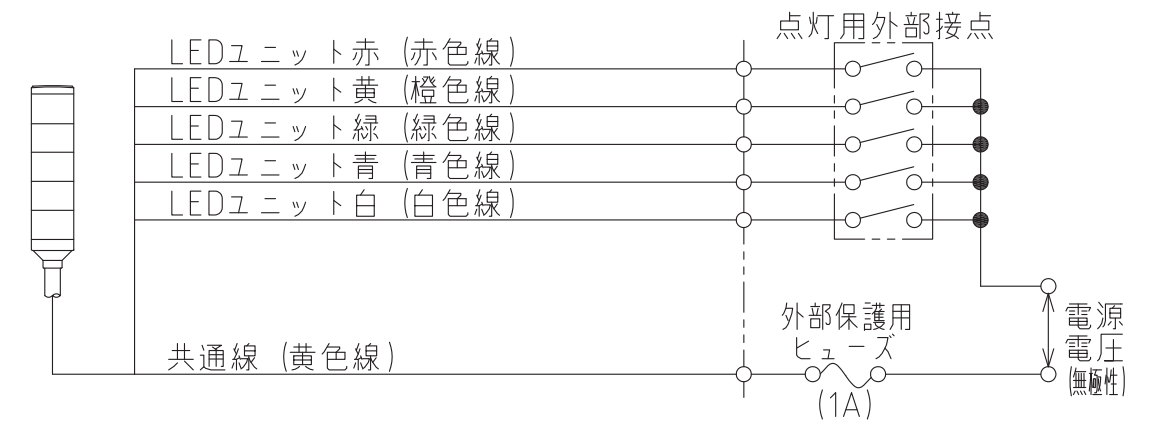 点灯用外部接点
LEDユニット赤 (赤色線)
LEDユニット黄 (橙色線)
LEDユニット緑 (緑色線)
LEDユニット青 (青色線)
LEDユニット白 (白色線)
外部保護用
ヒューズ
(1A)
電源
電圧
(無極性)
共通線 (黄色線)